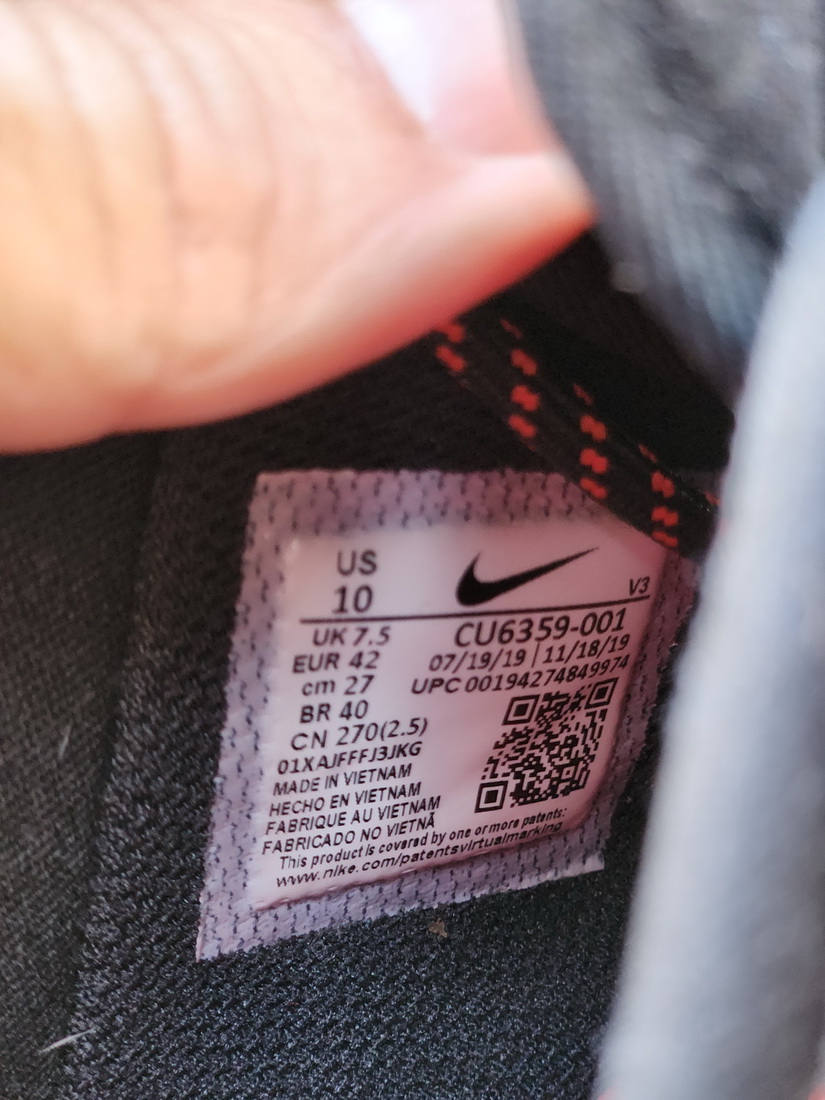 US
10
V3
UK 7.5
EUR 42
cm 27
BR 40
CN 270(2.5)
01XAJFFFJ3JKG
CU6359-001
07/19/19 | 11/18/19
UPC 00194274849974
MADE IN VIETNAM
HECHO EN VIETNAM
FABRIQUE AU VIETNAM
FABRICADO NO VIETNÃ
This product is covered by one or more patents:
www.nike.com/patentsvirtualmarking